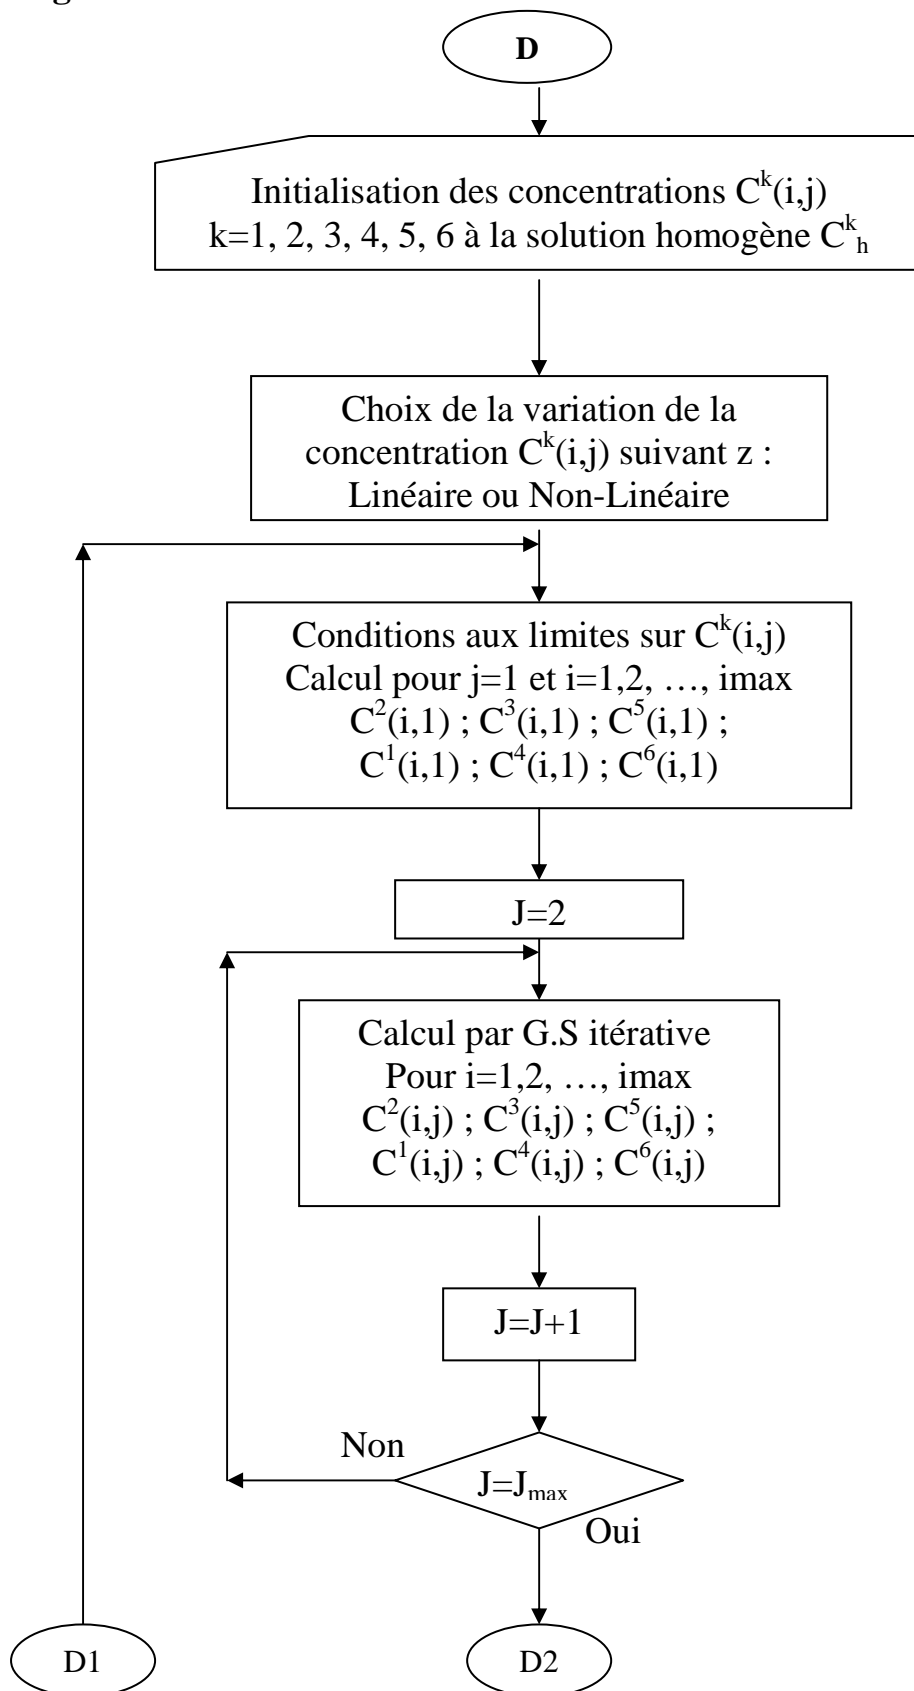 D
Initialisation des concentrations C^k(i,j)
k=1, 2, 3, 4, 5, 6 à la solution homogène C^k_h
Choix de la variation de la
concentration C^k(i,j) suivant z :
Linéaire ou Non-Linéaire
Conditions aux limites sur C^k(i,j)
Calcul pour j=1 et i=1,2, …, imax
C^2(i,1) ; C^3(i,1) ; C^5(i,1) ;
C^1(i,1) ; C^4(i,1) ; C^6(i,1)
J=2
Calcul par G.S itérative
Pour i=1,2, …, imax
C^2(i,j) ; C^3(i,j) ; C^5(i,j) ;
C^1(i,j) ; C^4(i,j) ; C^6(i,j)
J=J+1
Non
J=J_max
Oui
D1
D2